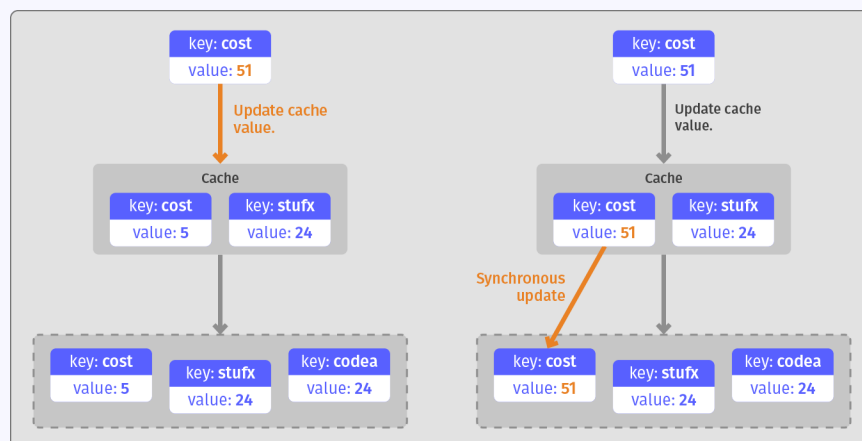 key: cost
value: 51
Update cache
value.
Cache
key: cost
value: 5
key: stufx
value: 24
key: cost
value: 5
key: stufx
value: 24
key: codea
value: 24
key: cost
value: 51
Update cache
value.
Cache
key: cost
value: 51
key: stufx
value: 24
Synchronous
update
key: cost
value: 51
key: stufx
value: 24
key: codea
value: 24